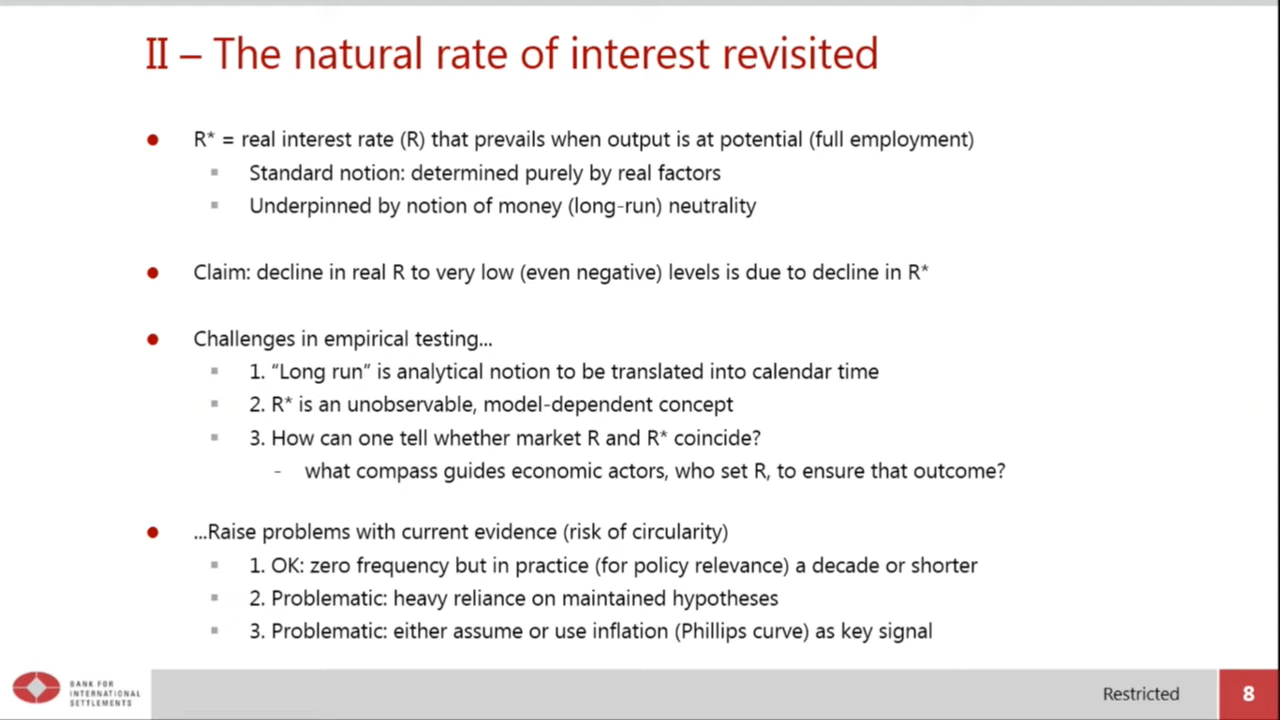 II – The natural rate of interest revisited
● R* = real interest rate (R) that prevails when output is at potential (full employment)
▪ Standard notion: determined purely by real factors
▪ Underpinned by notion of money (long-run) neutrality
● Claim: decline in real R to very low (even negative) levels is due to decline in R*
● Challenges in empirical testing...
▪ 1. “Long run” is analytical notion to be translated into calendar time
▪ 2. R* is an unobservable, model-dependent concept
▪ 3. How can one tell whether market R and R* coincide?
- what compass guides economic actors, who set R, to ensure that outcome?
● ...Raise problems with current evidence (risk of circularity)
▪ 1. OK: zero frequency but in practice (for policy relevance) a decade or shorter
▪ 2. Problematic: heavy reliance on maintained hypotheses
▪ 3. Problematic: either assume or use inflation (Phillips curve) as key signal
BANK FOR
INTERNATIONAL
SETTLEMENTS
Restricted
8